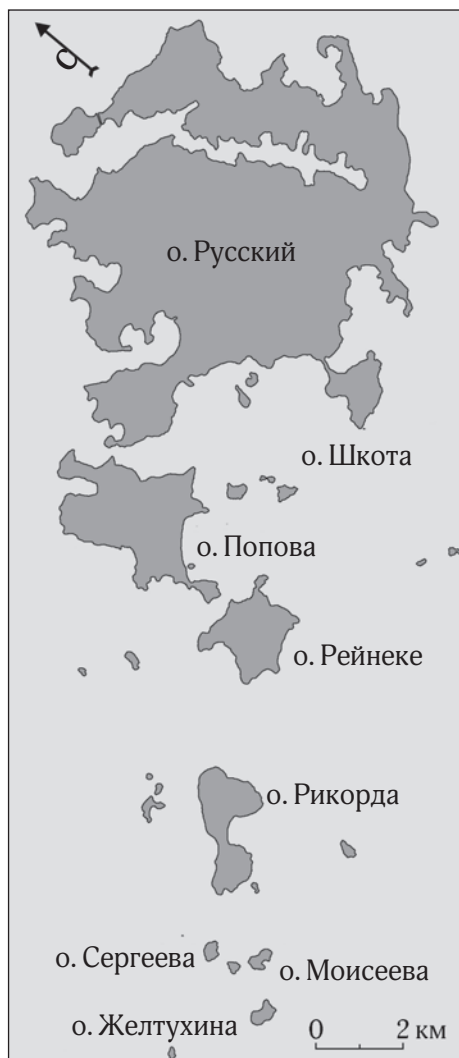 С
о. Русский
о. Шкота
о. Попова
о. Рейнеке
о. Рикорда
о. Сергеева
о. Моисеева
о. Желтухина
0 2 км